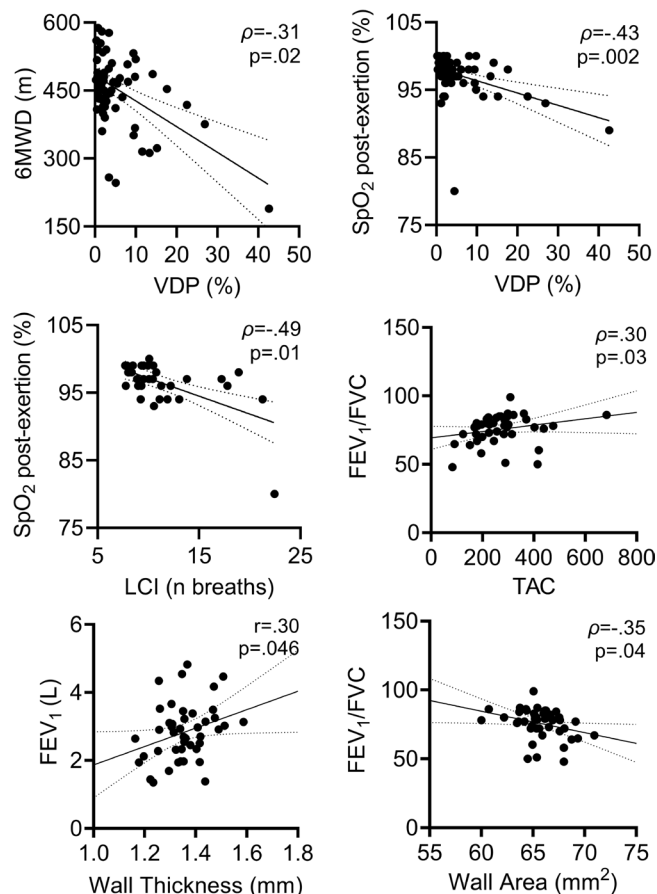 600
450
300
150
6MWD (m)
ρ=-.31
p=.02
0 10 20 30 40 50
VDP (%)
105
95
85
75
SpO2 post-exertion (%)
ρ=-.43
p=.002
0 10 20 30 40 50
VDP (%)
105
95
85
75
SpO2 post-exertion (%)
ρ=-.49
p=.01
5 15 25
LCI (n breaths)
150
100
50
0
FEV1/FVC
ρ=.30
p=.03
0 200 400 600 800
TAC
6
4
2
0
FEV1 (L)
r=.30
p=.046
1.0 1.2 1.4 1.6 1.8
Wall Thickness (mm)
150
100
50
0
FEV1/FVC
ρ=-.35
p=.04
55 60 65 70 75
Wall Area (mm2)